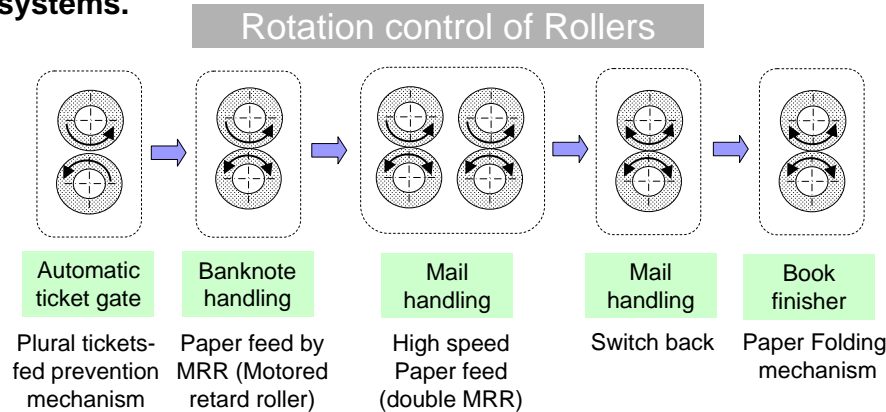 systems.
Rotation control of Rollers
Automatic
ticket gate
Banknote
handling
Mail
handling
Mail
handling
Book
finisher
Plural tickets-
fed prevention
mechanism
Paper feed by
MRR (Motored
retard roller)
High speed
Paper feed
(double MRR)
Switch back
Paper Folding
mechanism